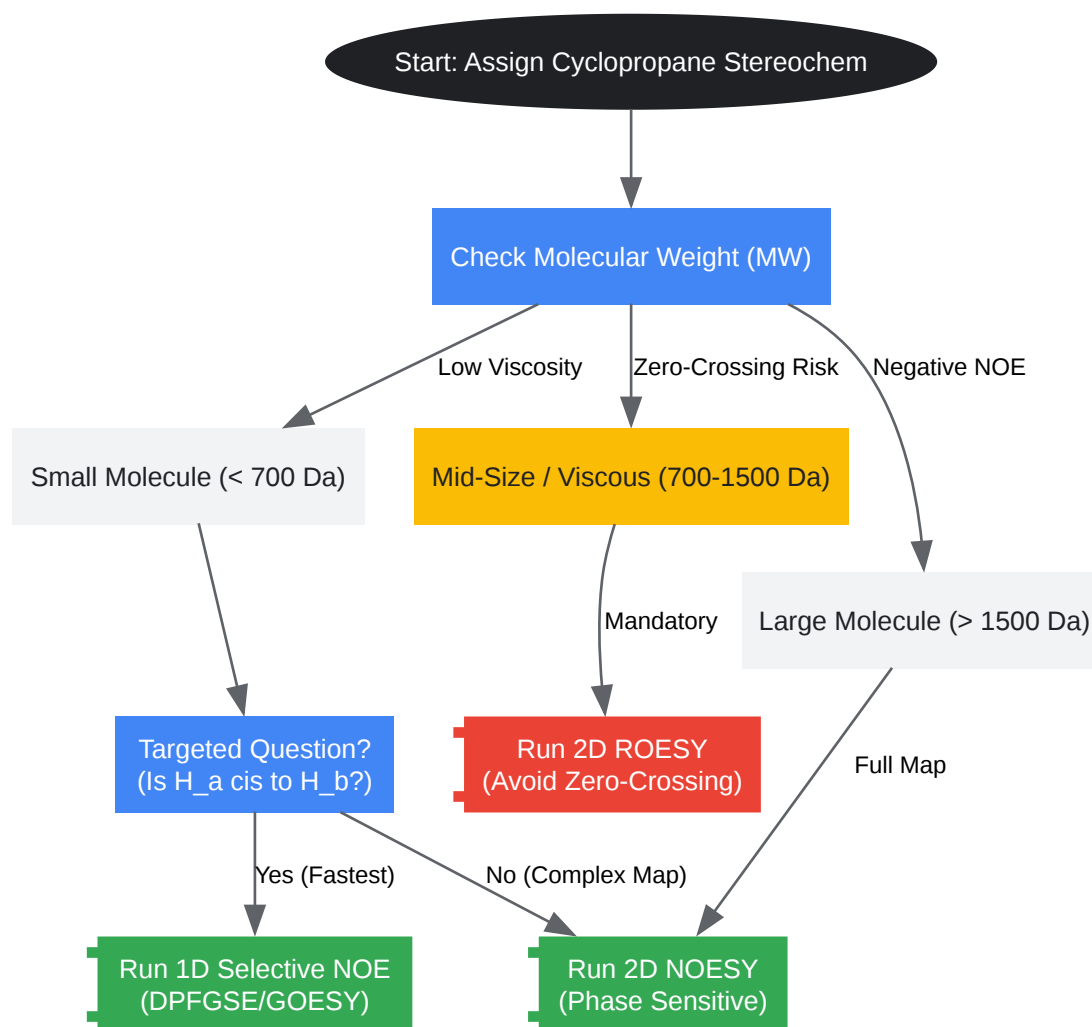 Start: Assign Cyclopropane Stereochem
Check Molecular Weight (MW)
Low Viscosity
Zero-Crossing Risk
Negative NOE
Small Molecule (< 700 Da)
Mid-Size / Viscous (700-1500 Da)
Mandatory
Large Molecule (> 1500 Da)
Targeted Question?
(Is H_a cis to H_b?)
Run 2D ROESY
(Avoid Zero-Crossing)
Full Map
Yes (Fastest)
No (Complex Map)
Run 1D Selective NOE
(DPFGSE/GOESY)
Run 2D NOESY
(Phase Sensitive)